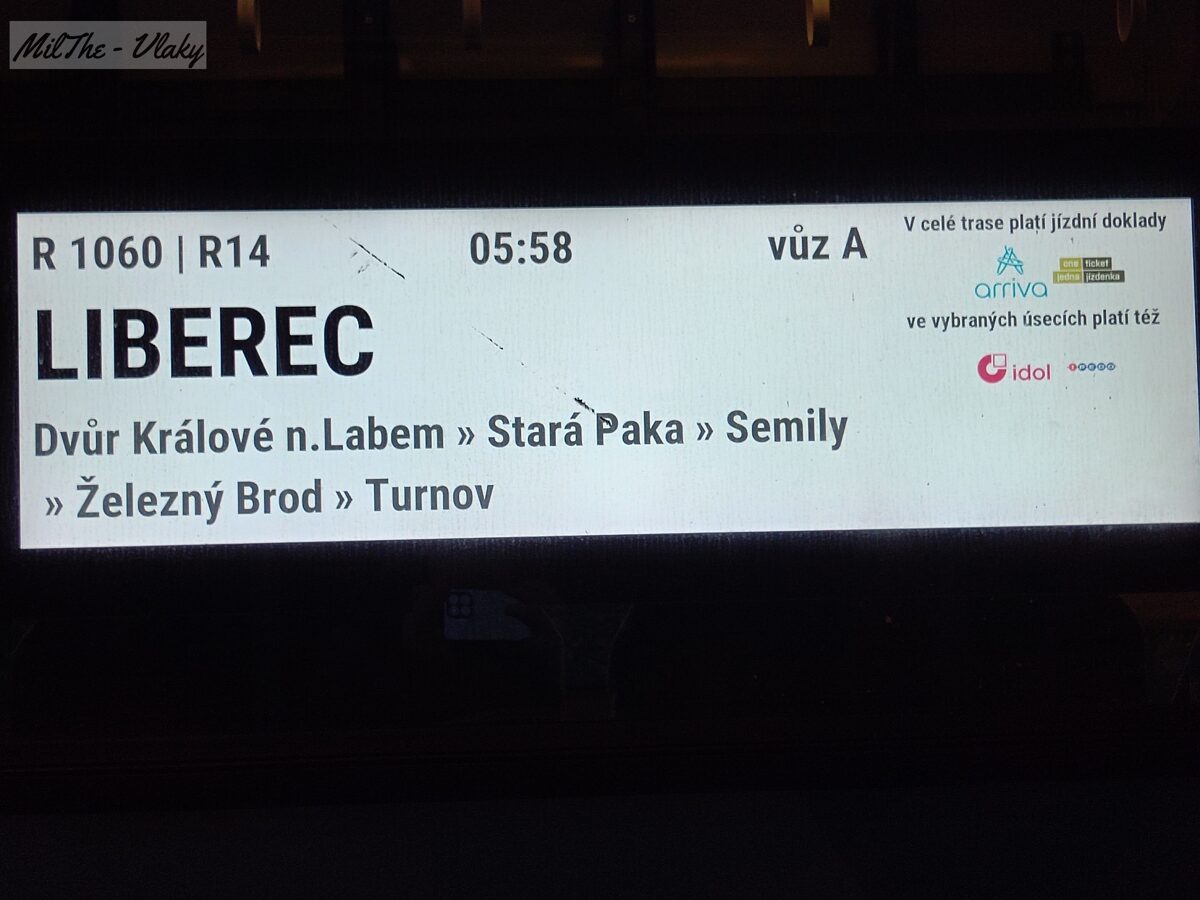 MilThe - Vlaky
R 1060 | R14 05:58 vůz A
LIBEREC
Dvůr Králové n.Labem » Stará Paka » Semily
» Železný Brod » Turnov
V celé trase platí jízdní doklady
arriva
one ticket
jedna jízdenka
ve vybraných úsecích platí též
idol
IREDO